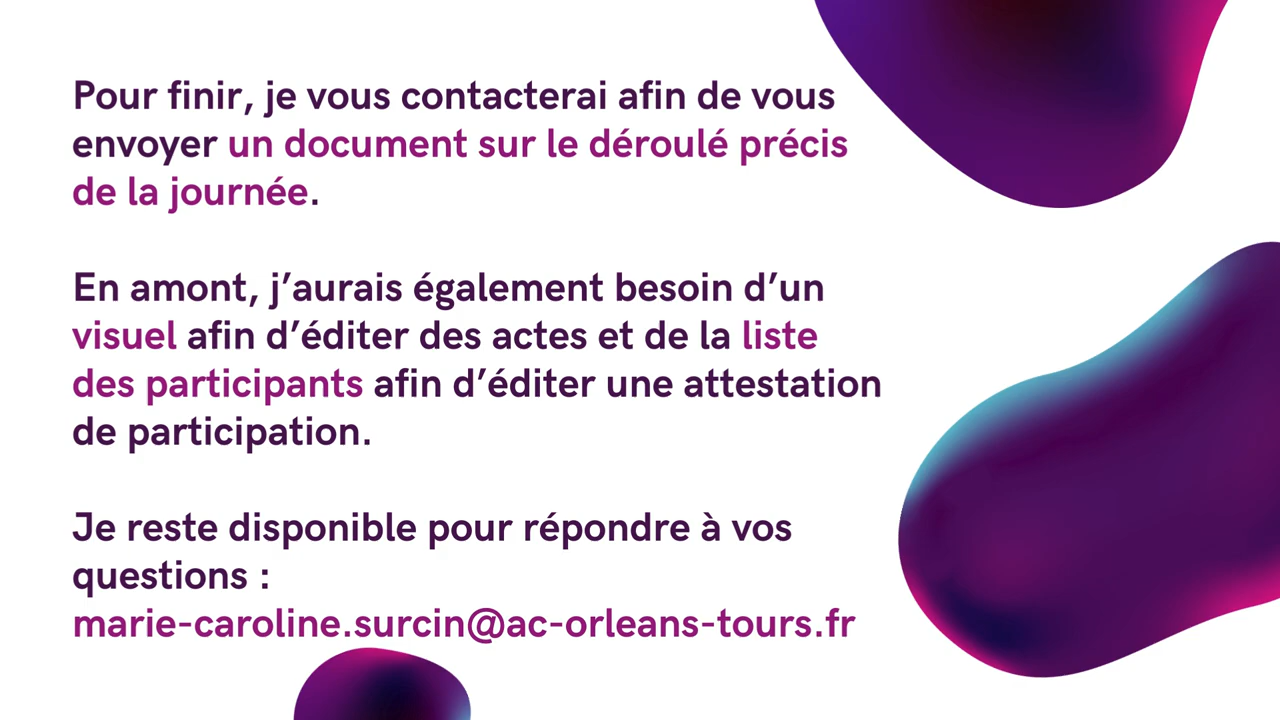 Pour finir, je vous contacterai afin de vous
envoyer un document sur le déroulé précis
de la journée.
En amont, j’aurais également besoin d’un
visuel afin d’éditer des actes et de la liste
des participants afin d’éditer une attestation
de participation.
Je reste disponible pour répondre à vos
questions :
marie-caroline.surcin@ac-orleans-tours.fr